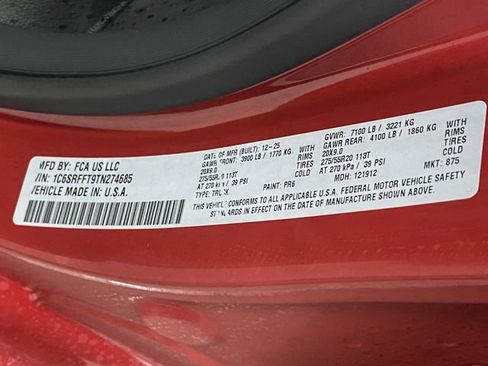 MFD BY: FCA US LLC
DATE OF MFR (BUILT): 12-25
GVWR: 7100 LB / 3221 KG
GAWR FRONT: 3900 LB / 1770 KG WITH
20X9.0 RIMS
275/55R20 113T TIRES
AT 270 kPa / 39 PSI COLD
GAWR REAR: 4100 LB / 1860 KG WITH
20X9.0 RIMS
275/55R20 113T TIRES
AT 270 kPa / 39 PSI COLD
VIN: 1C6SRFFT9TN274685
TYPE: TRUCK
PAINT: PR6
MDH: 121912
MKT: 875
VEHICLE MADE IN: U.S.A.
THIS VEHICLE CONFORMS TO ALL APPLICABLE U.S.A. FEDERAL MOTOR VEHICLE SAFETY
STANDARDS IN EFFECT ON THE DATE OF MANUFACTURE SHOWN ABOVE.